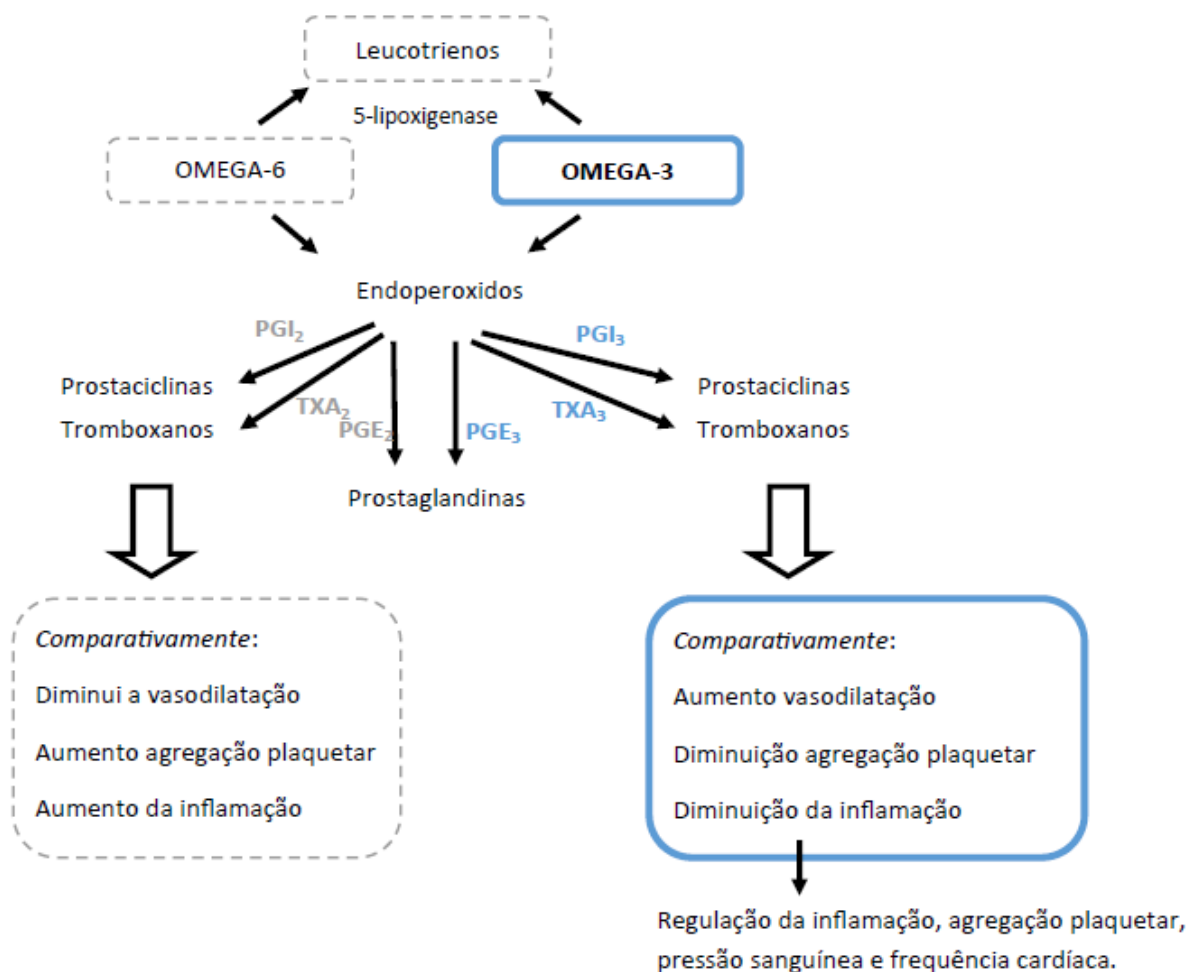 Leucotrienos
5-lipoxigenase
OMEGA-6
OMEGA-3
Endoperoxidos
PGI₂
PGI₃
Prostaciclinas
Prostaciclinas
TXA₂
TXA₃
Tromboxanos
Tromboxanos
PGE₂
PGE₃
Prostaglandinas
Comparativamente:
Diminui a vasodilatação
Aumento agregação plaquetar
Aumento da inflamação
Comparativamente:
Aumento vasodilatação
Diminuição agregação plaquetar
Diminuição da inflamação
Regulação da inflamação, agregação plaquetar,
pressão sanguínea e frequência cardíaca.